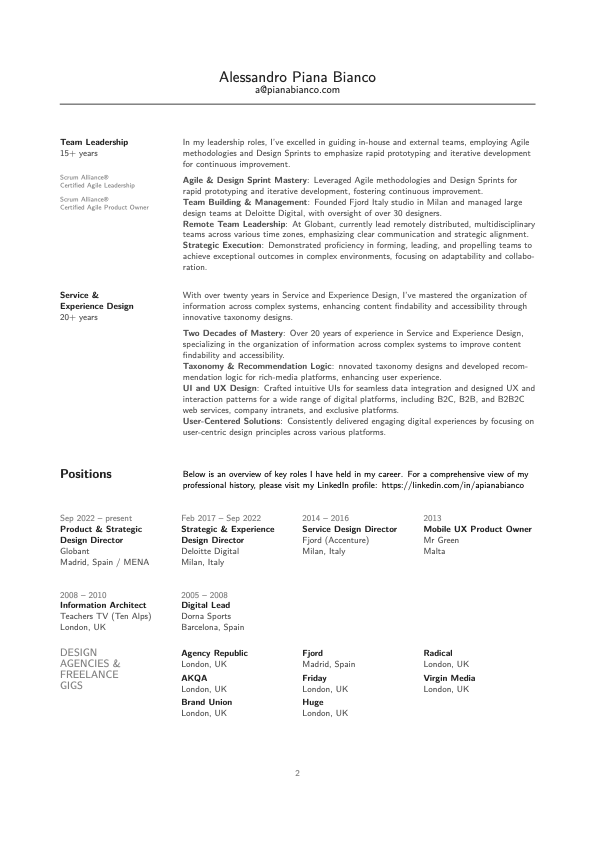 Alessandro Piana Bianco
a@pianabianco.com
Team Leadership
15+ years
Scrum Alliance®
Certified Agile Leadership
Scrum Alliance®
Certified Agile Product Owner
In my leadership roles, I've excelled in guiding in-house and external teams, employing Agile
methodologies and Design Sprints to emphasize rapid prototyping and iterative development
for continuous improvement.
Agile & Design Sprint Mastery: Leveraged Agile methodologies and Design Sprints for
rapid prototyping and iterative development, fostering continuous improvement.
Team Building & Management: Founded Fjord Italy studio in Milan and managed large
design teams at Deloitte Digital, with oversight of over 30 designers.
Remote Team Leadership: At Globant, currently lead remotely distributed, multidisciplinary
teams across various time zones, emphasizing clear communication and strategic alignment.
Strategic Execution: Demonstrated proficiency in forming, leading, and propelling teams to
achieve exceptional outcomes in complex environments, focusing on adaptability and collabo-
ration.
Service &
Experience Design
20+ years
With over twenty years in Service and Experience Design, I've mastered the organization of
information across complex systems, enhancing content findability and accessibility through
innovative taxonomy designs.
Two Decades of Mastery: Over 20 years of experience in Service and Experience Design,
specializing in the organization of information across complex systems to improve content
findability and accessibility.
Taxonomy & Recommendation Logic: nnovated taxonomy designs and developed recom-
mendation logic for rich-media platforms, enhancing user experience.
UI and UX Design: Crafted intuitive UIs for seamless data integration and designed UX and
interaction patterns for a wide range of digital platforms, including B2C, B2B, and B2B2C
web services, company intranets, and exclusive platforms.
User-Centered Solutions: Consistently delivered engaging digital experiences by focusing on
user-centric design principles across various platforms.
Positions
Below is an overview of key roles I have held in my career. For a comprehensive view of my
professional history, please visit my LinkedIn profile: https://linkedin.com/in/apianabianco
Sep 2022 – present
Product & Strategic
Design Director
Globant
Madrid, Spain / MENA
Feb 2017 – Sep 2022
Strategic & Experience
Design Director
Deloitte Digital
Milan, Italy
2014 – 2016
Service Design Director
Fjord (Accenture)
Milan, Italy
2013
Mobile UX Product Owner
Mr Green
Malta
2008 – 2010
Information Architect
Teachers TV (Ten Alps)
London, UK
2005 – 2008
Digital Lead
Dorna Sports
Barcelona, Spain
DESIGN
AGENCIES &
FREELANCE
GIGS
Agency Republic
London, UK
Fjord
Madrid, Spain
Radical
London, UK
AKQA
London, UK
Friday
London, UK
Virgin Media
London, UK
Brand Union
London, UK
Huge
London, UK
2